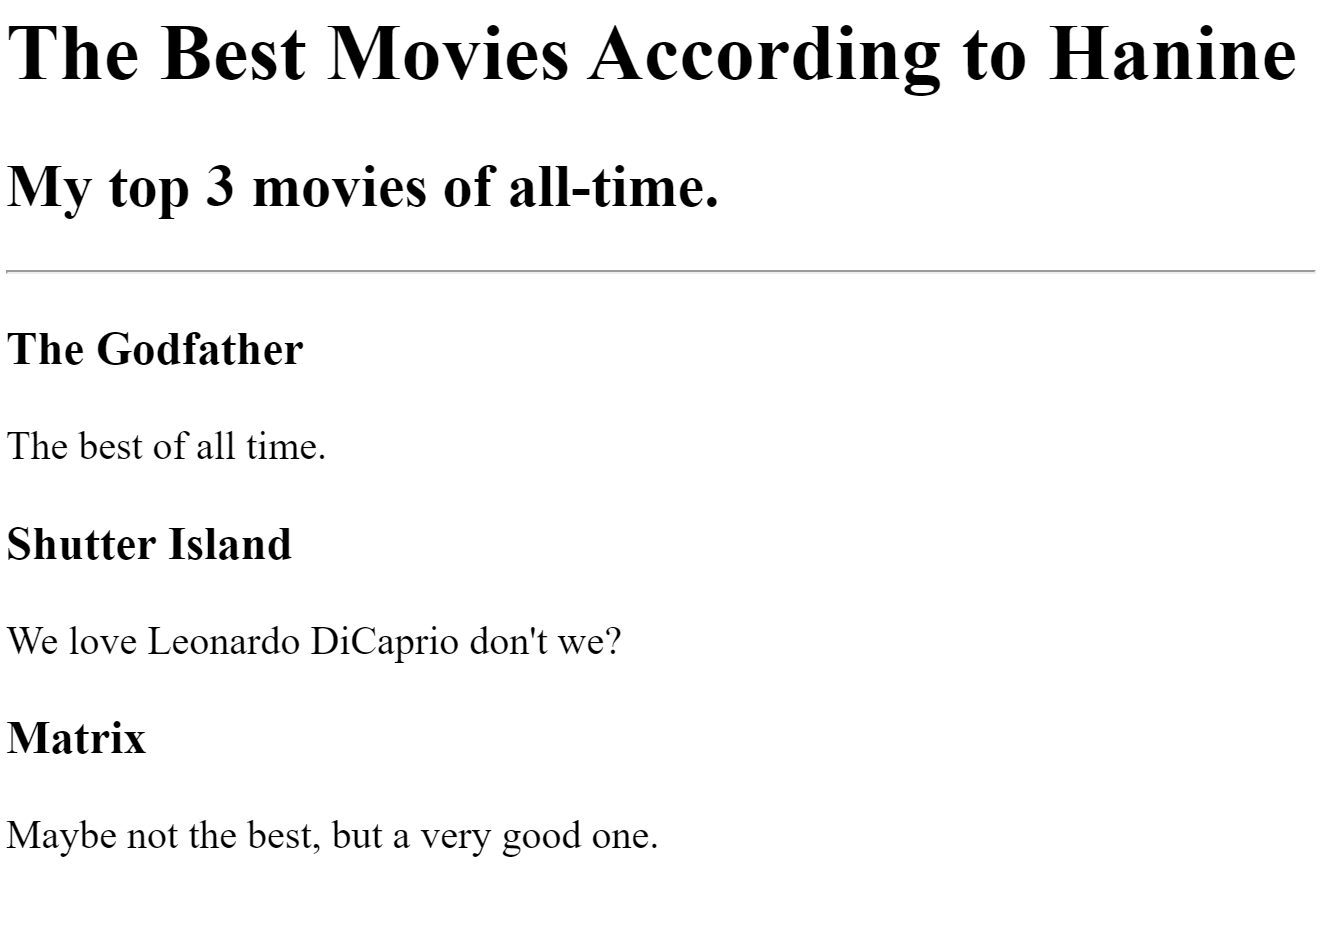 The Best Movies According to Hanine
My top 3 movies of all-time.
The Godfather
The best of all time.
Shutter Island
We love Leonardo DiCaprio don't we?
Matrix
Maybe not the best, but a very good one.